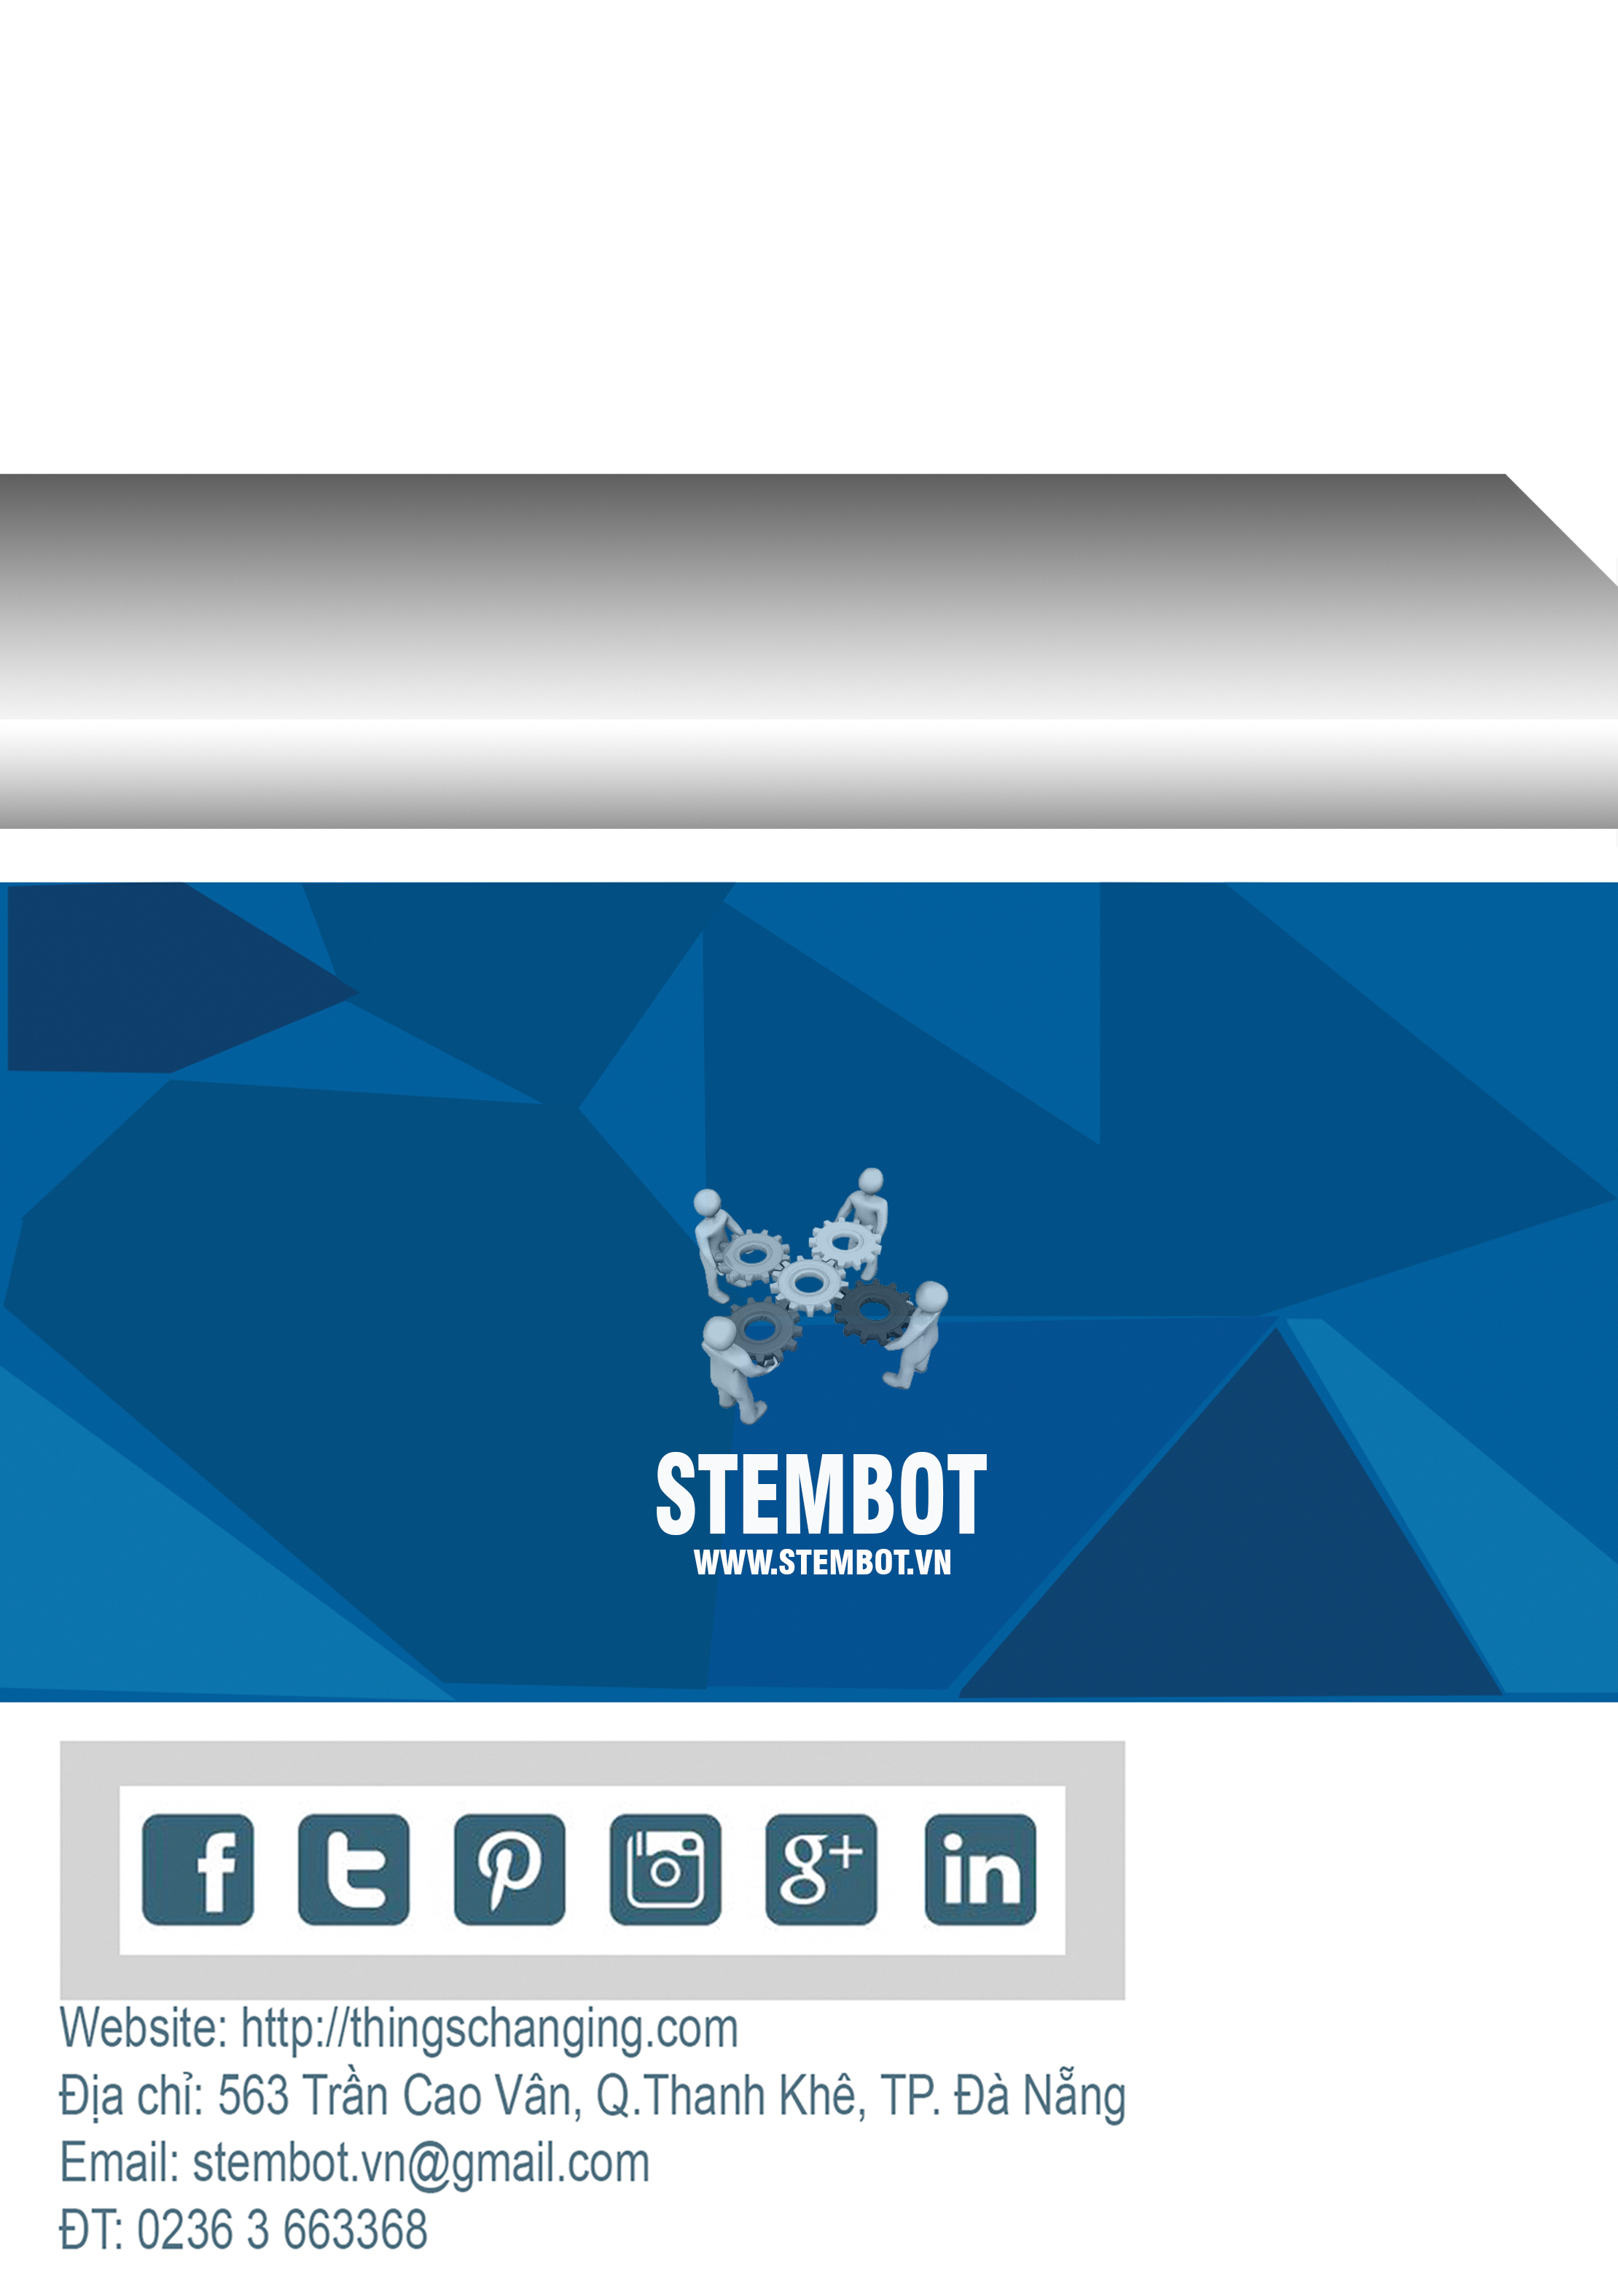 STEMBOT
WWW.STEMBOT.VN
f t p g+ in
Website: http://thingschanging.com
Địa chỉ: 563 Trần Cao Vân, Q.Thanh Khê, TP. Đà Nẵng
Email: stembot.vn@gmail.com
ĐT: 0236 3 663368